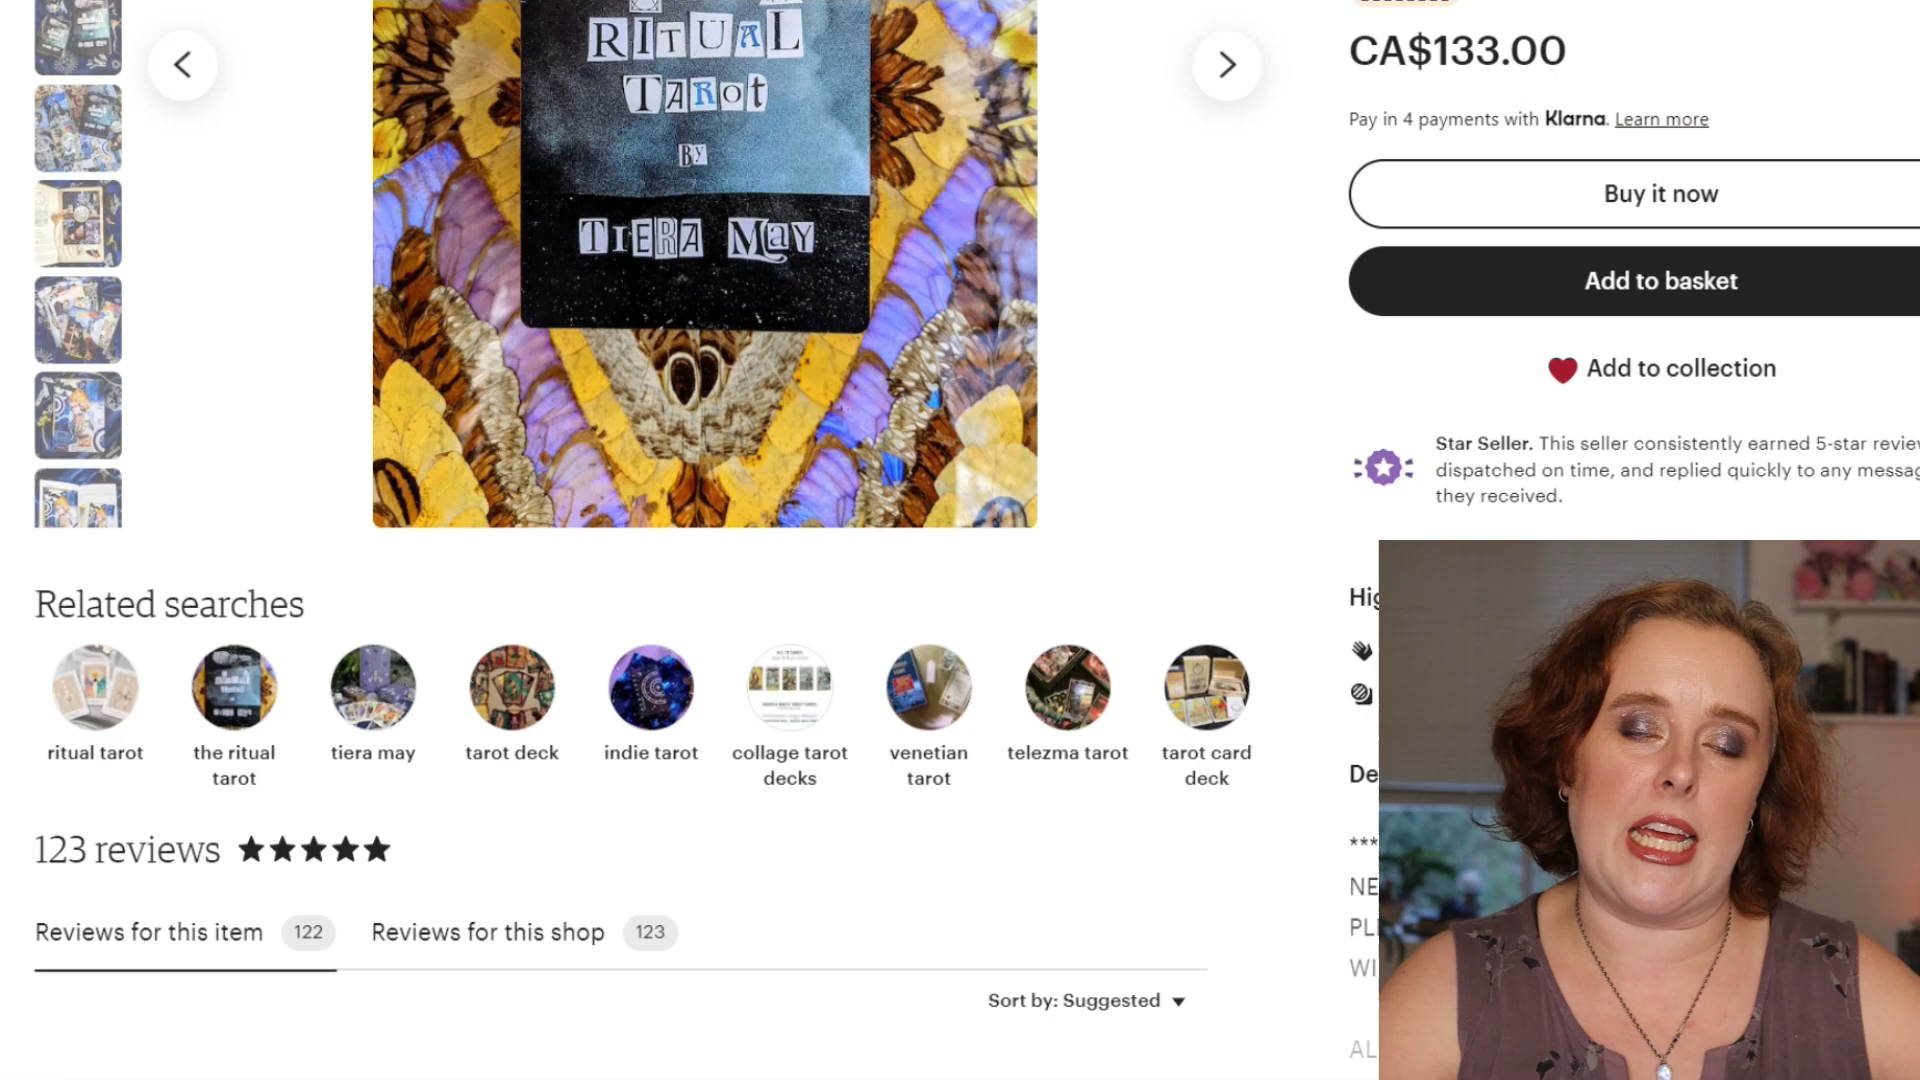 RITUAL
TAROT
BY
TIERA MAY
CA$133.00
Pay in 4 payments with Klarna. Learn more
Buy it now
Add to basket
Add to collection
Star Seller. This seller consistently earned 5-star
dispatched on time, and replied quickly to any
they received.
Related searches
ritual tarot
the ritual
tarot
tiera may
tarot deck
indie tarot
collage tarot
decks
venetian
tarot
telezma tarot
tarot card
deck
123 reviews
Reviews for this item 122 Reviews for this shop 123
Sort by: Suggested